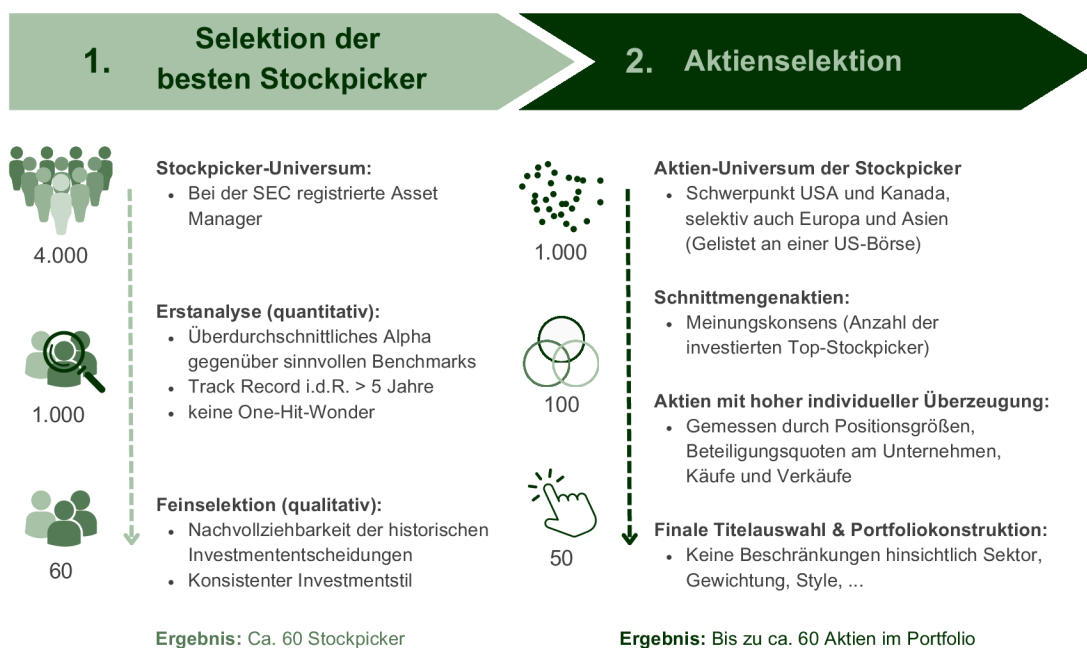 1.
Selektion der
besten Stockpicker
2. Aktienselektion
4.000
Stockpicker-Universum:
• Bei der SEC registrierte Asset
Manager
1.000
Erstanalyse (quantitativ):
• Überdurchschnittliches Alpha
gegenüber sinnvollen Benchmarks
• Track Record i.d.R. > 5 Jahre
• keine One-Hit-Wonder
60
Feinselektion (qualitativ):
• Nachvollziehbarkeit der historischen
Investmententscheidungen
• Konsistenter Investmentstil
Ergebnis: Ca. 60 Stockpicker
1.000
Aktien-Universum der Stockpicker
• Schwerpunkt USA und Kanada,
selektiv auch Europa und Asien
(Gelistet an einer US-Börse)
100
Schnittmengenaktien:
• Meinungskonsens (Anzahl der
investierten Top-Stockpicker)
Aktien mit hoher individueller Überzeugung:
• Gemessen durch Positionsgrößen,
Beteiligungsquoten am Unternehmen,
Käufe und Verkäufe
50
Finale Titelauswahl & Portfoliokonstruktion:
• Keine Beschränkungen hinsichtlich Sektor,
Gewichtung, Style, ...
Ergebnis: Bis zu ca. 60 Aktien im Portfolio